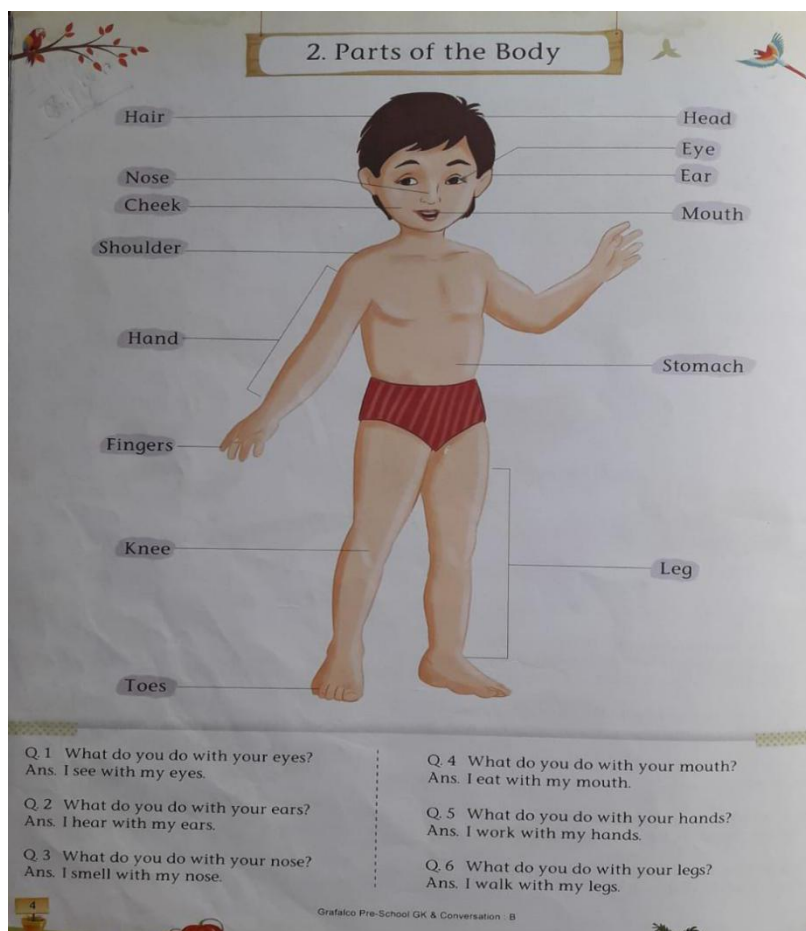 2. Parts of the Body
Hair
Head
Eye
Nose
Ear
Cheek
Mouth
Shoulder
Hand
Stomach
Fingers
Knee
Leg
Toes
Q. 1 What do you do with your eyes?
Ans. I see with my eyes.
Q. 2 What do you do with your ears?
Ans. I hear with my ears.
Q. 3 What do you do with your nose?
Ans. I smell with my nose.
Q. 4 What do you do with your mouth?
Ans. I eat with my mouth.
Q. 5 What do you do with your hands?
Ans. I work with my hands.
Q. 6 What do you do with your legs?
Ans. I walk with my legs.
4
Grafalco Pre-School GK & Conversation : B